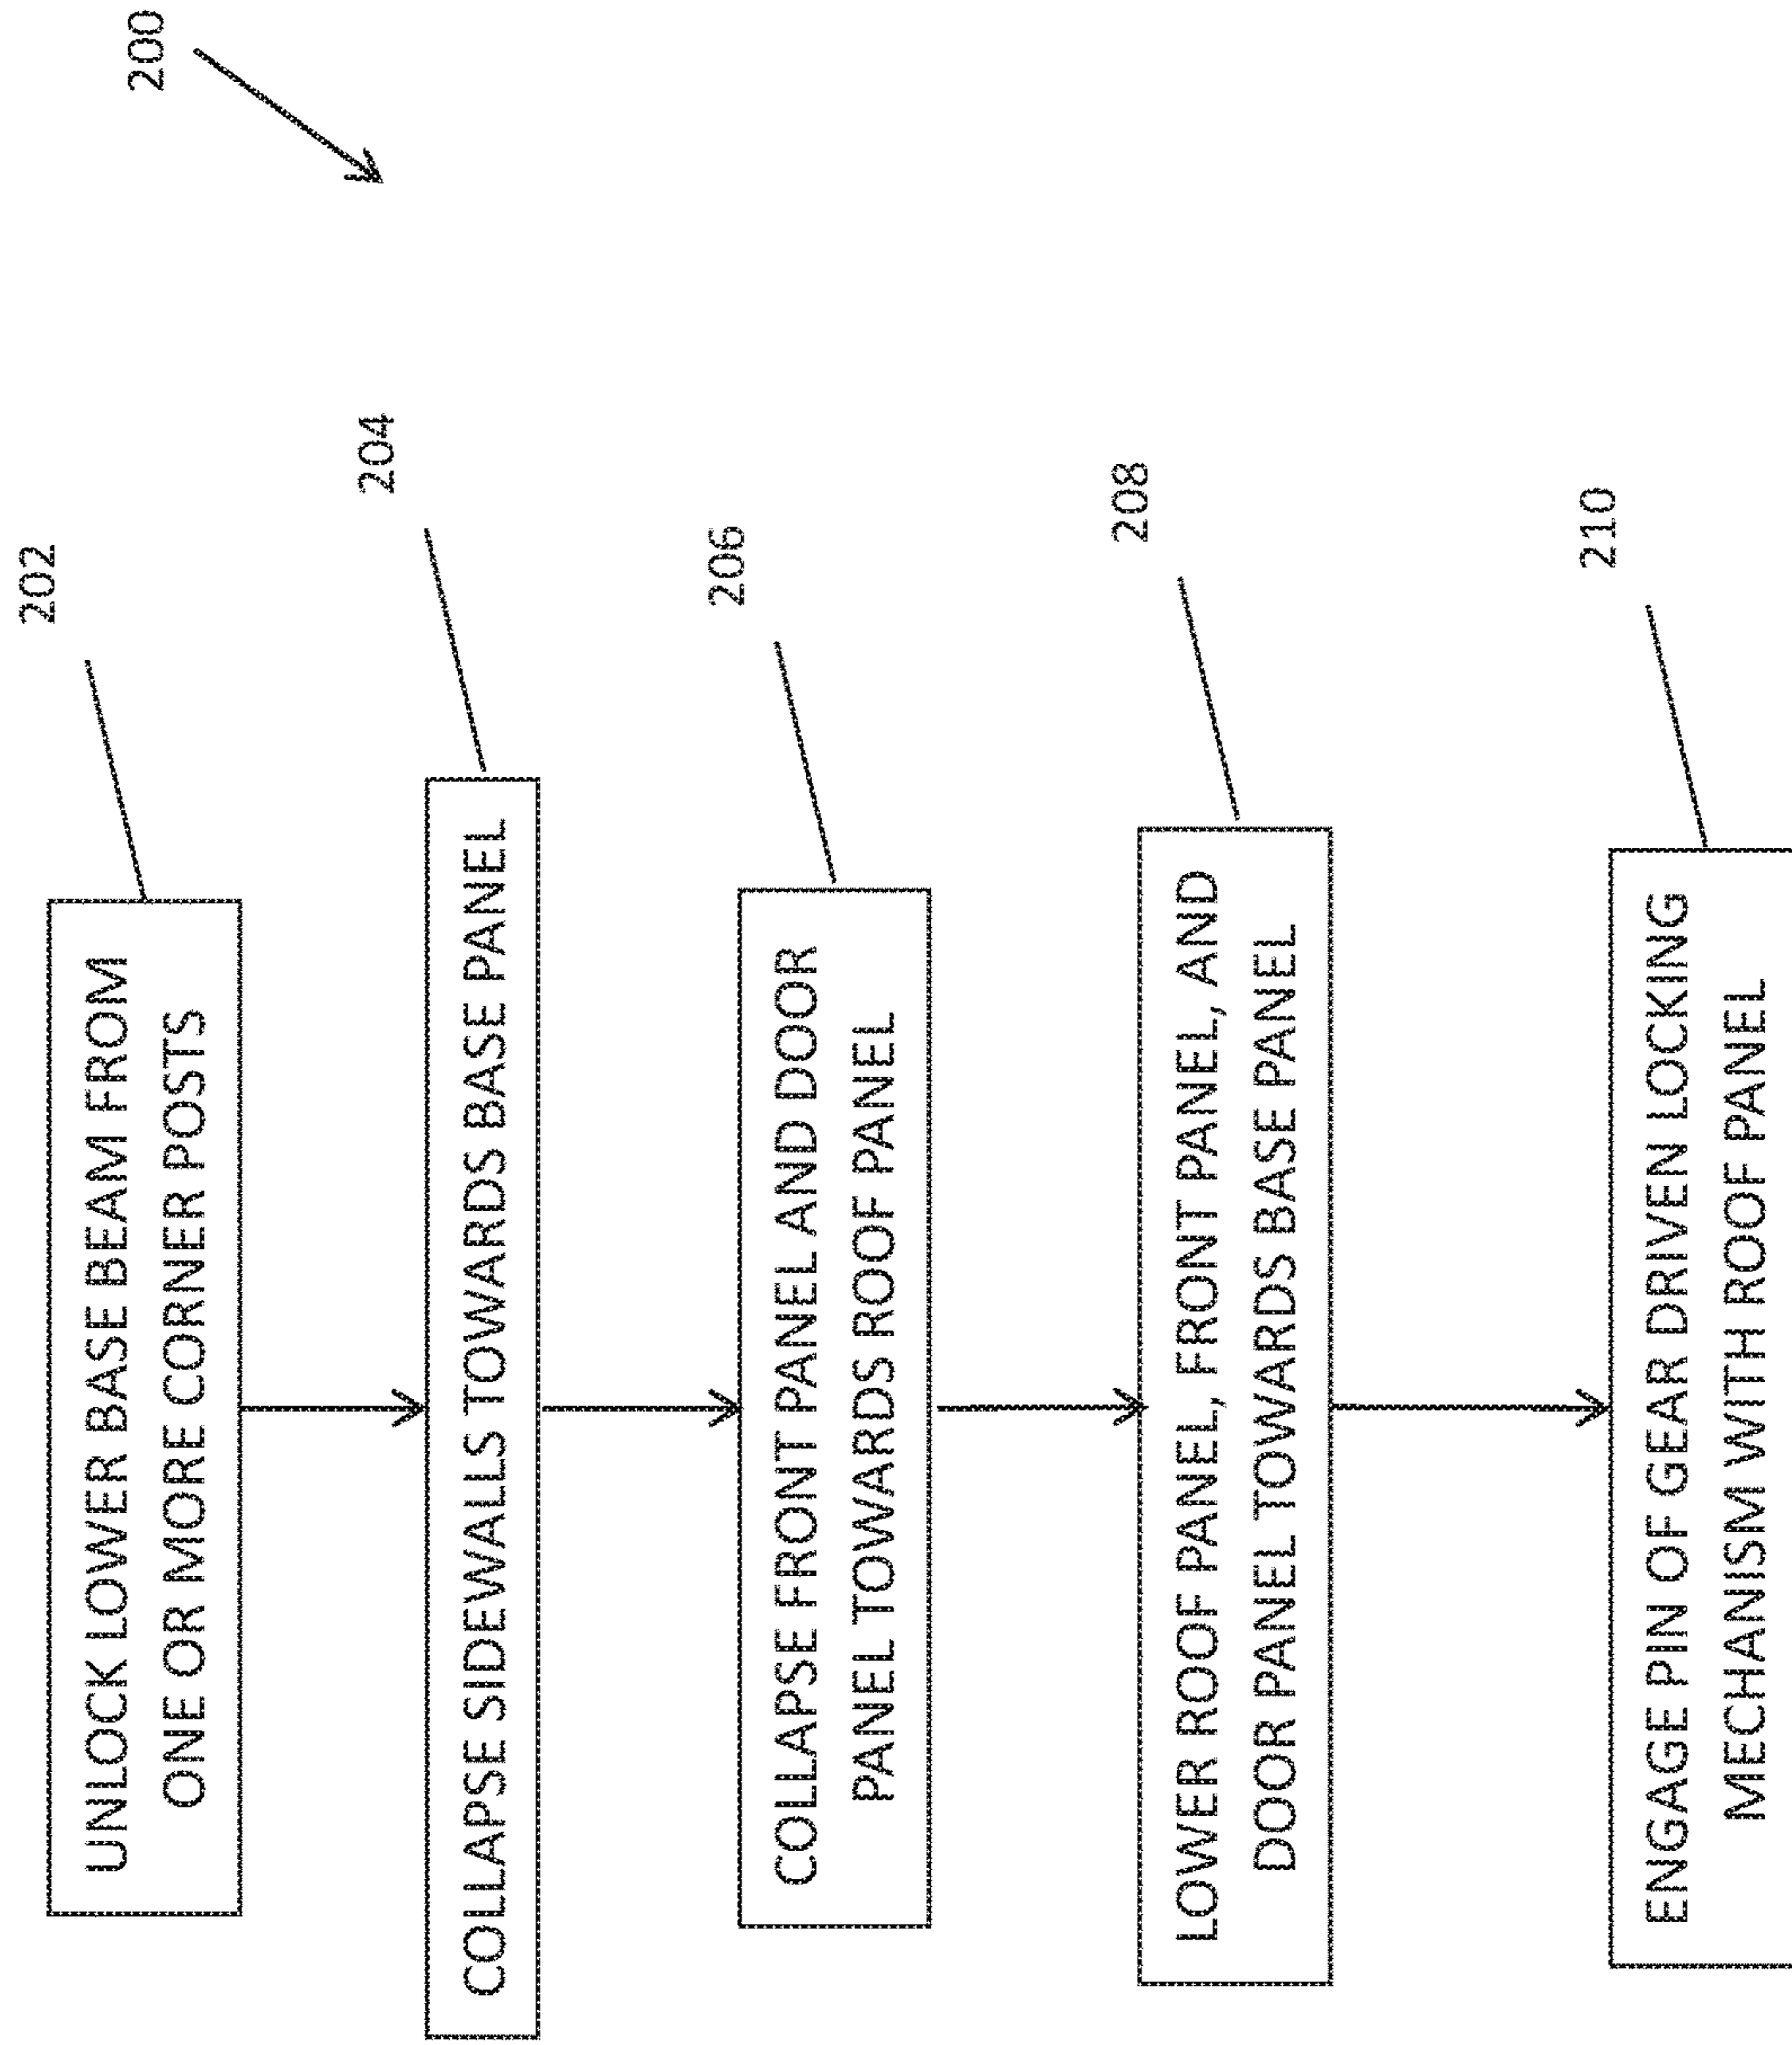 200
202
UNLOCK LOWER BASE BEAM FROM
ONE OR MORE CORNER POSTS
204
COLLAPSE SIDEWALLS TOWARDS BASE PANEL
206
COLLAPSE FRONT PANEL AND DOOR
PANEL TOWARDS ROOF PANEL
208
LOWER ROOF PANEL, FRONT PANEL, AND
DOOR PANEL TOWARDS BASE PANEL
210
ENGAGE PIN OF GEAR DRIVEN LOCKING
MECHANISM WITH ROOF PANEL